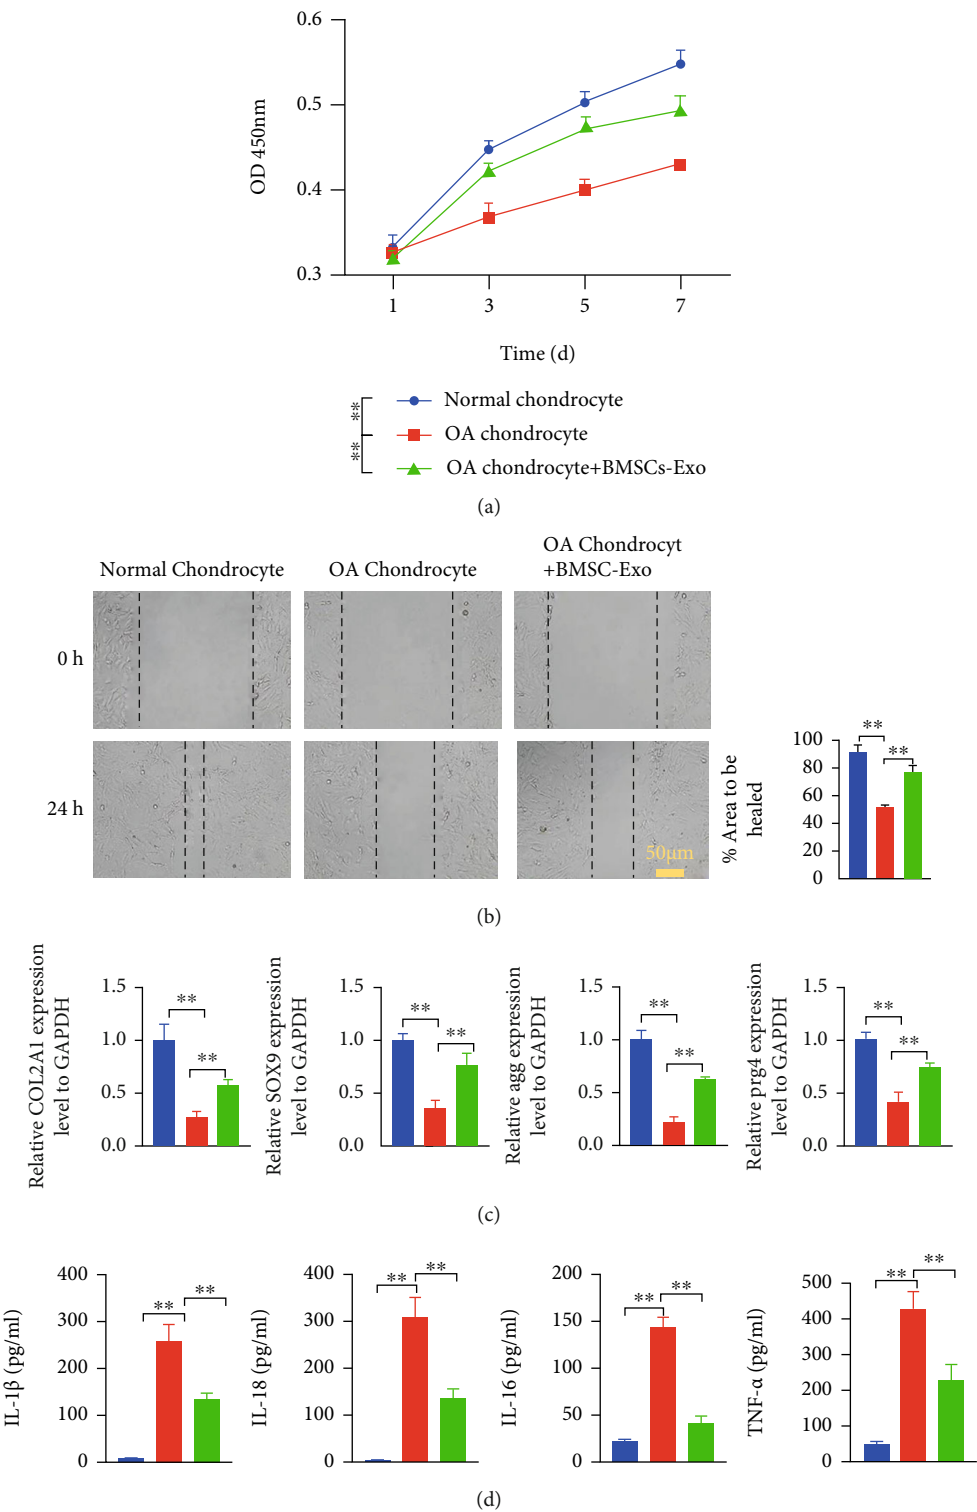 0.6
0.5
0.4
0.3
OD 450nm
1 3 5 7
Time (d)
** Normal chondrocyte
OA chondrocyte
** OA chondrocyte+BMSCs-Exo
(a)
Normal Chondrocyte
OA Chondrocyte
OA Chondrocyt
+BMSC-Exo
0 h
24 h
50µm
% Area to be
healed
100
80
60
40
20
0
** **
(b)
Relative COL2A1 expression
level to GAPDH
1.5
1.0
0.5
0.0
** **
Relative SOX9 expression
level to GAPDH
1.5
1.0
0.5
0.0
** **
Relative agg expression
level to GAPDH
1.5
1.0
0.5
0.0
** **
Relative prg4 expression
level to GAPDH
1.5
1.0
0.5
0.0
** **
(c)
IL-1β (pg/ml)
400
300
200
100
0
** **
IL-18 (pg/ml)
400
300
200
100
0
** **
IL-16 (pg/ml)
200
150
100
50
0
** **
TNF-α (pg/ml)
500
400
300
200
100
0
** **
(d)